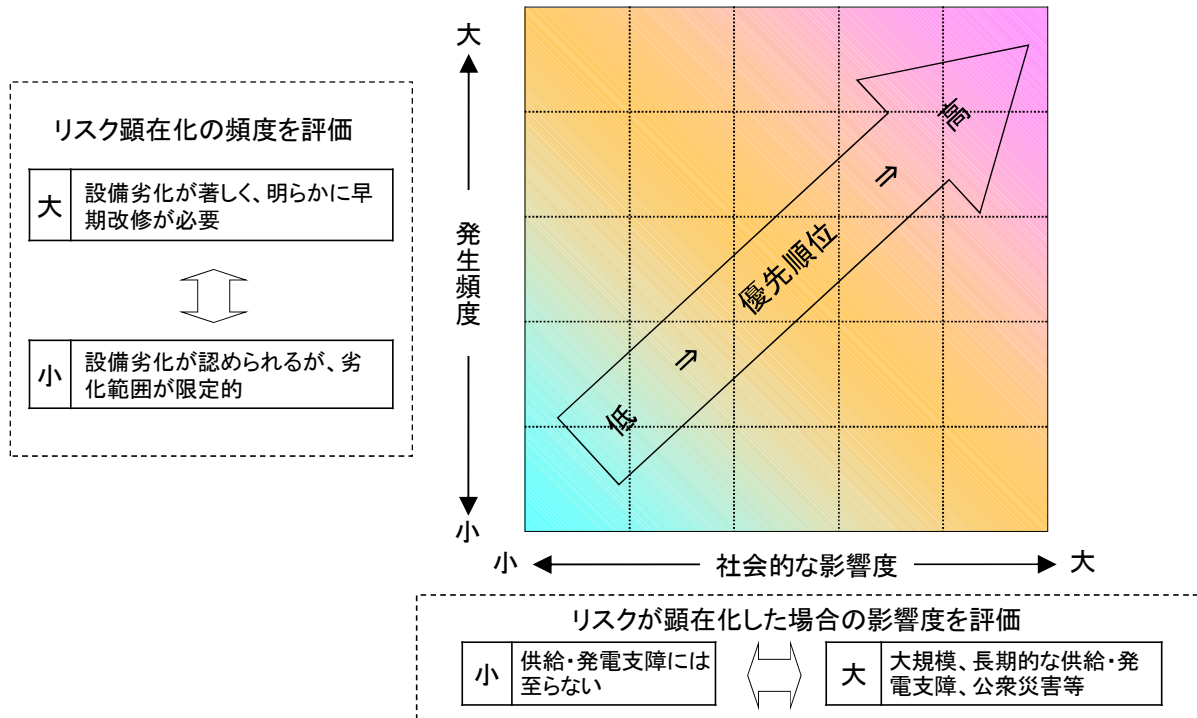 リスク顕在化の頻度を評価
大
設備劣化が著しく、明らかに早
期改修が必要
小
設備劣化が認められるが、劣
化範囲が限定的
大
発生頻度
小
低
⇒
優先順位
⇒
高
小
社会的な影響度
大
リスクが顕在化した場合の影響度を評価
小
供給・発電支障には
至らない
大
大規模、長期的な供給・発
電支障、公衆災害等